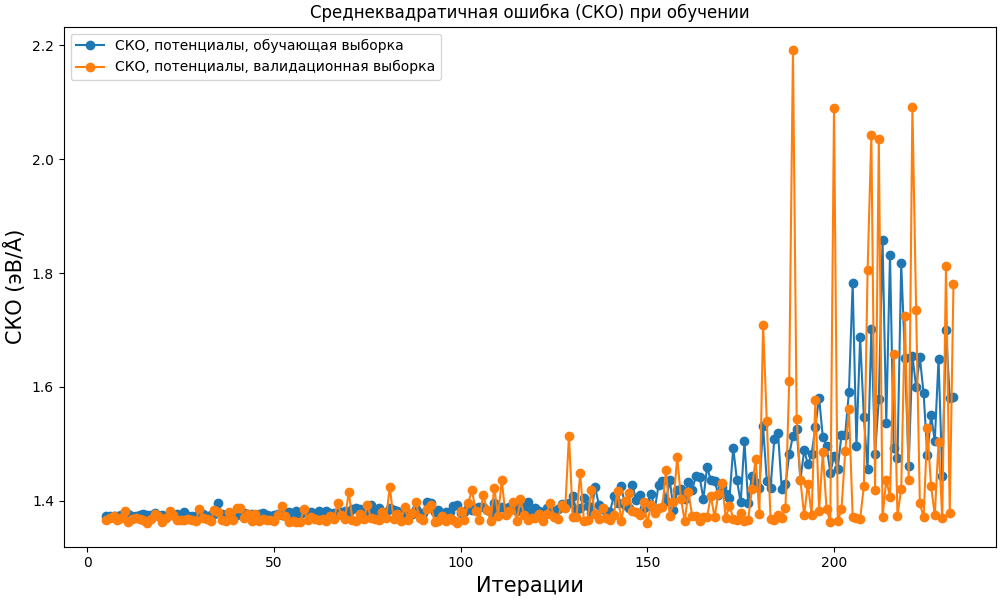 Среднеквадратичная ошибка (СКО) при обучении
СКО, потенциалы, обучающая выборка
СКО, потенциалы, валидационная выборка
СКО (эВ/Å)
2.2
2.0
1.8
1.6
1.4
0 50 100 150 200
Итерации